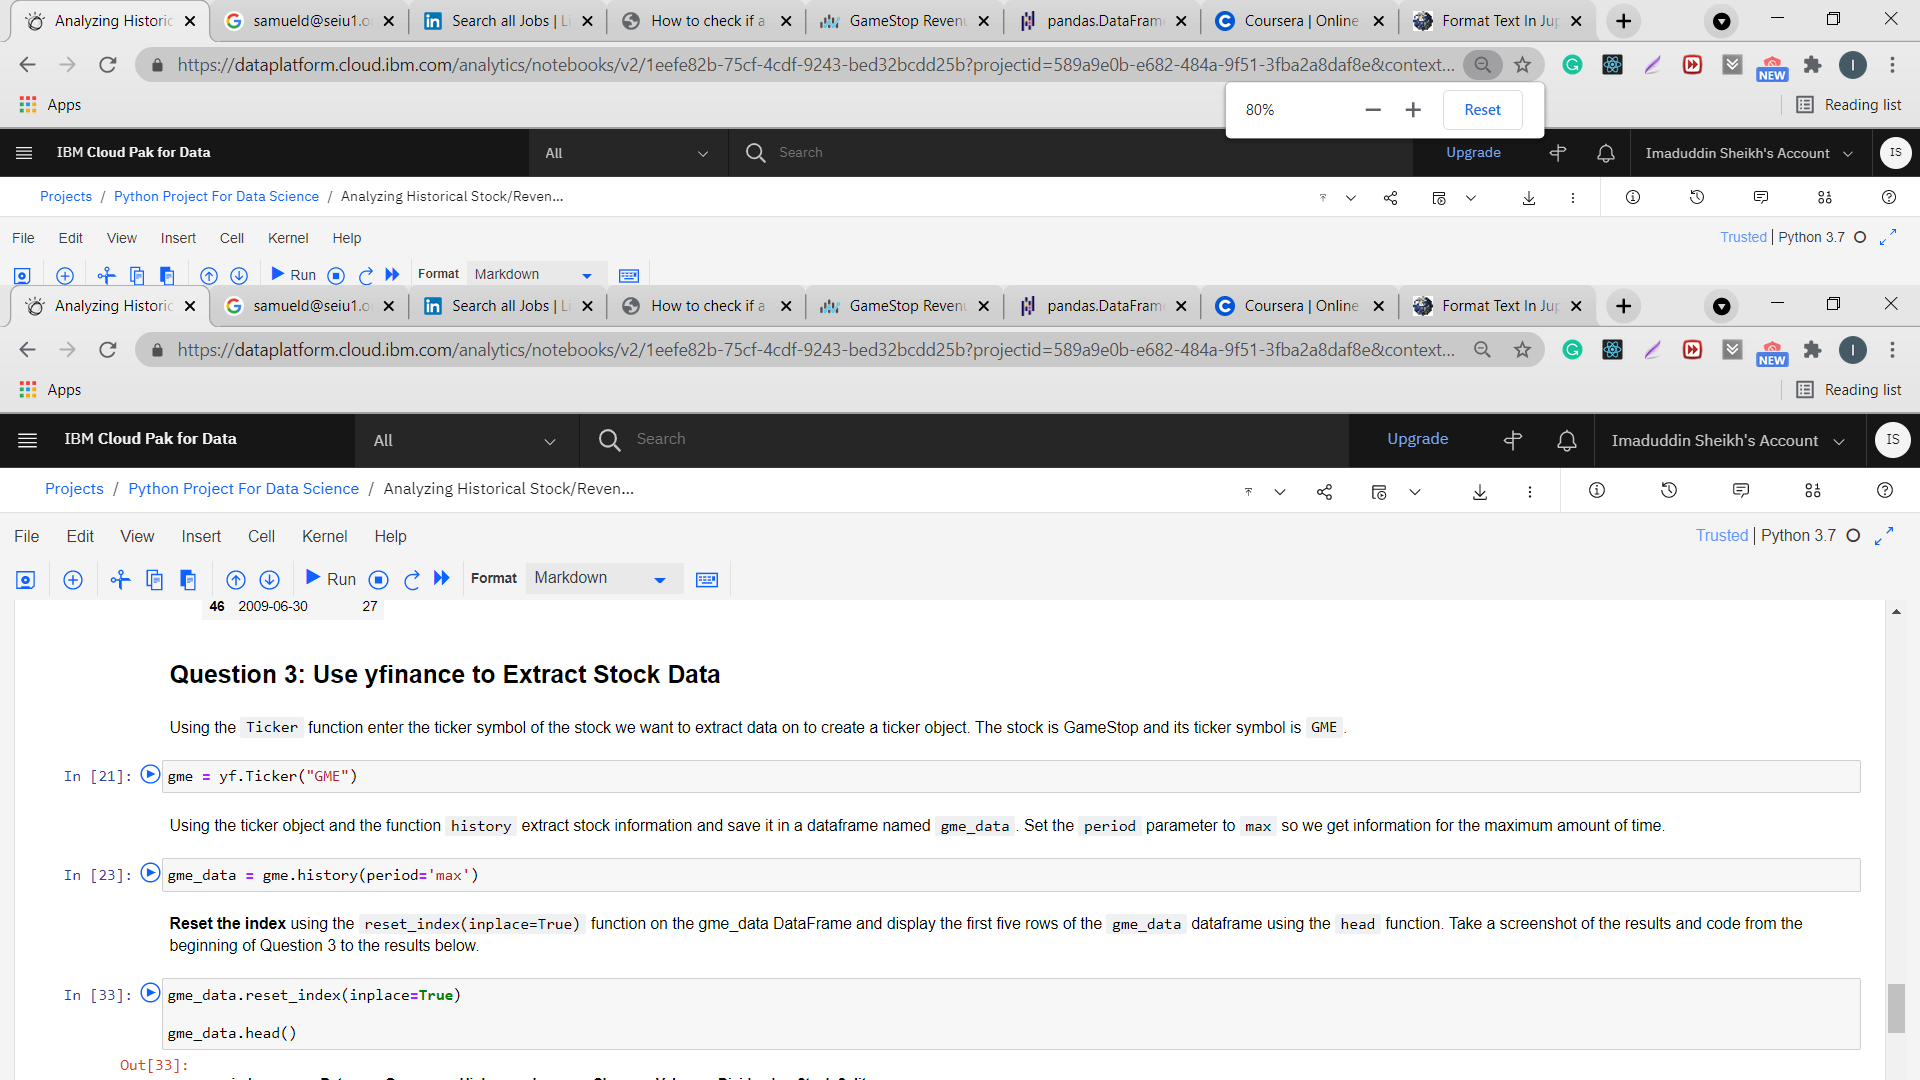 Analyzing Historic
samueld@seiu1.o
Search all Jobs | Li
How to check if a
GameStop Revenu
pandas.DataFrame
Coursera | Online
Format Text In Jup
https://dataplatform.cloud.ibm.com/analytics/notebooks/v2/1eefe82b-75cf-4cdf-9243-bed32bcdd25b?projectid=589a9e0b-e682-484a-9f51-3fba2a8daf8e&context...
NEW
I
Apps
80%
Reset
Reading list
IBM Cloud Pak for Data
All
Search
Upgrade
Imaduddin Sheikh's Account
IS
Projects / Python Project For Data Science / Analyzing Historical Stock/Reven...
File Edit View Insert Cell Kernel Help
Trusted | Python 3.7
Run
Format
Markdown
Analyzing Historic
samueld@seiu1.o
Search all Jobs | Li
How to check if a
GameStop Revenu
pandas.DataFrame
Coursera | Online
Format Text In Jup
https://dataplatform.cloud.ibm.com/analytics/notebooks/v2/1eefe82b-75cf-4cdf-9243-bed32bcdd25b?projectid=589a9e0b-e682-484a-9f51-3fba2a8daf8e&context...
NEW
I
Apps
Reading list
IBM Cloud Pak for Data
All
Search
Upgrade
Imaduddin Sheikh's Account
IS
Projects / Python Project For Data Science / Analyzing Historical Stock/Reven...
File Edit View Insert Cell Kernel Help
Trusted | Python 3.7
Run
Format
Markdown
46 2009-06-30 27
Question 3: Use yfinance to Extract Stock Data
Using the Ticker function enter the ticker symbol of the stock we want to extract data on to create a ticker object. The stock is GameStop and its ticker symbol is GME .
In [21]: gme = yf.Ticker("GME")
Using the ticker object and the function history extract stock information and save it in a dataframe named gme_data . Set the period parameter to max so we get information for the maximum amount of time.
In [23]: gme_data = gme.history(period='max')
Reset the index using the reset_index(inplace=True) function on the gme_data DataFrame and display the first five rows of the gme_data dataframe using the head function. Take a screenshot of the results and code from the
beginning of Question 3 to the results below.
In [33]: gme_data.reset_index(inplace=True)
gme_data.head()
Out[33]: